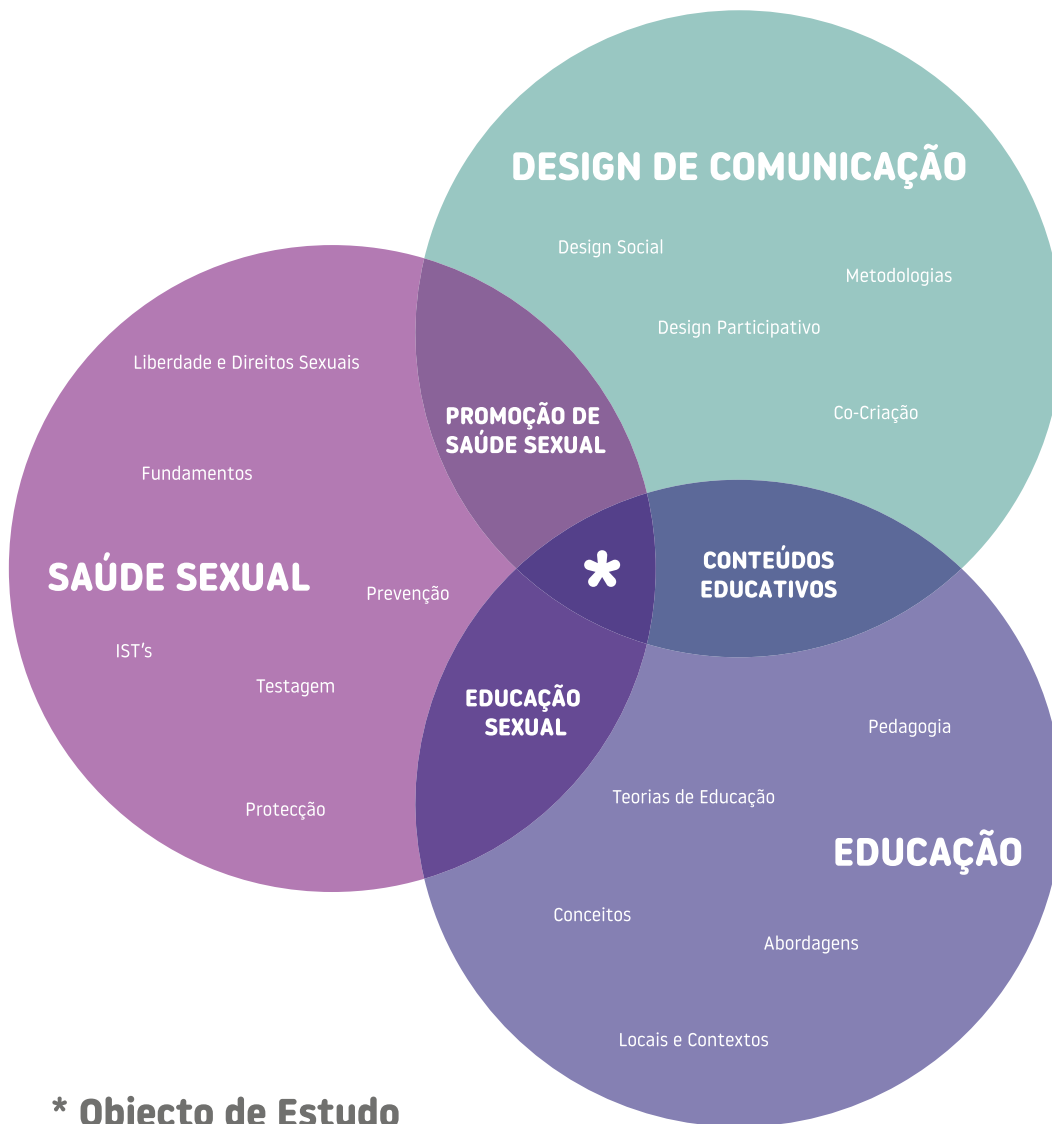 DESIGN DE COMUNICAÇÃO
Design Social
Metodologias
Design Participativo
Co-Criação
Liberdade e Direitos Sexuais
Fundamentos
SAÚDE SEXUAL
Prevenção
IST's
Testagem
Protecção
PROMOÇÃO DE
SAÚDE SEXUAL
*
CONTEÚDOS
EDUCATIVOS
EDUCAÇÃO
SEXUAL
Pedagogia
Teorias de Educação
EDUCAÇÃO
Conceitos
Abordagens
Locais e Contextos
* Objecto de Estudo